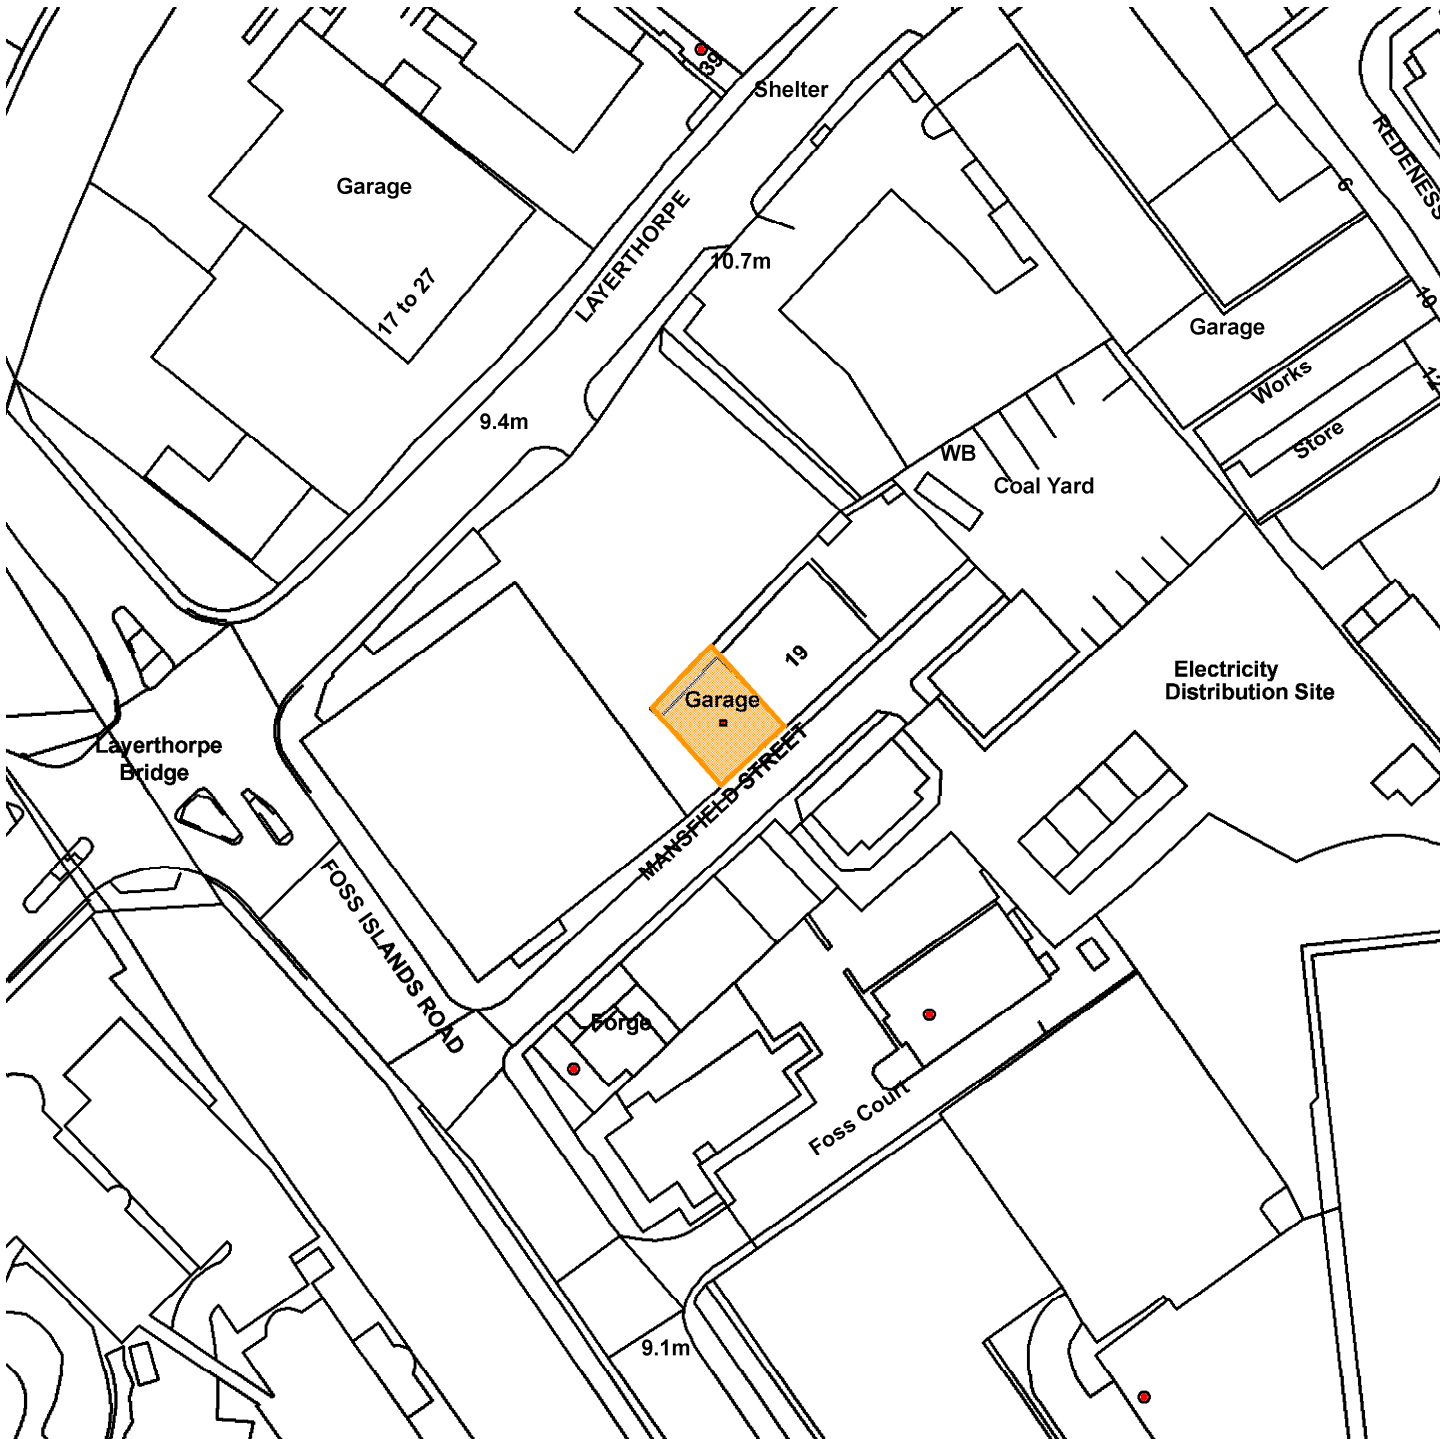 39
Shelter
REDENESS
Garage
6
LAYERTHORPE
10.7m
17 to 27
10
Garage
Works
12
9.4m
Store
WB
Coal Yard
19
Electricity
Distribution Site
Garage
Layerthorpe
Bridge
MANSFIELD STREET
FOSS ISLANDS ROAD
Forge
Foss Court
9.1m